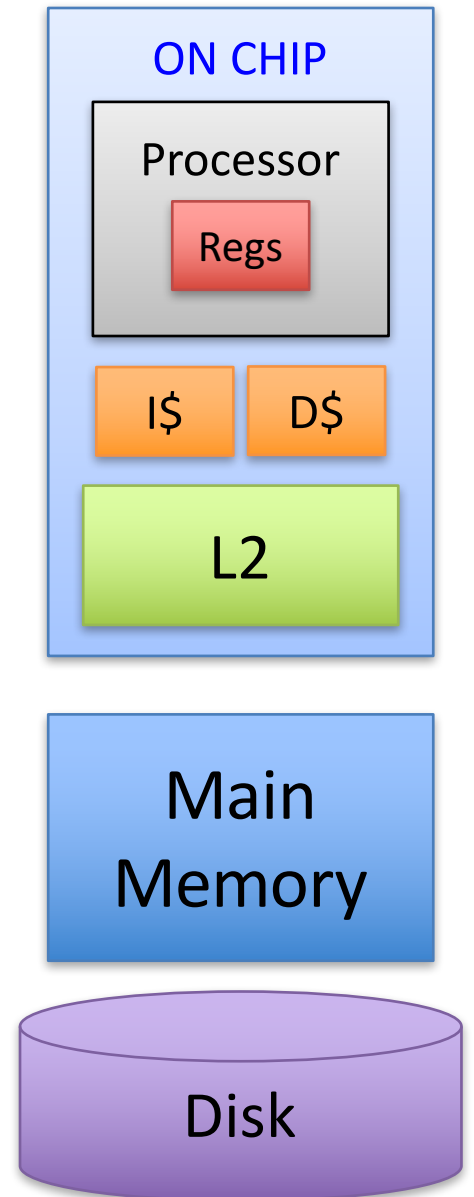 ON CHIP
Processor
Regs
I$ D$
L2
Main
Memory
Disk